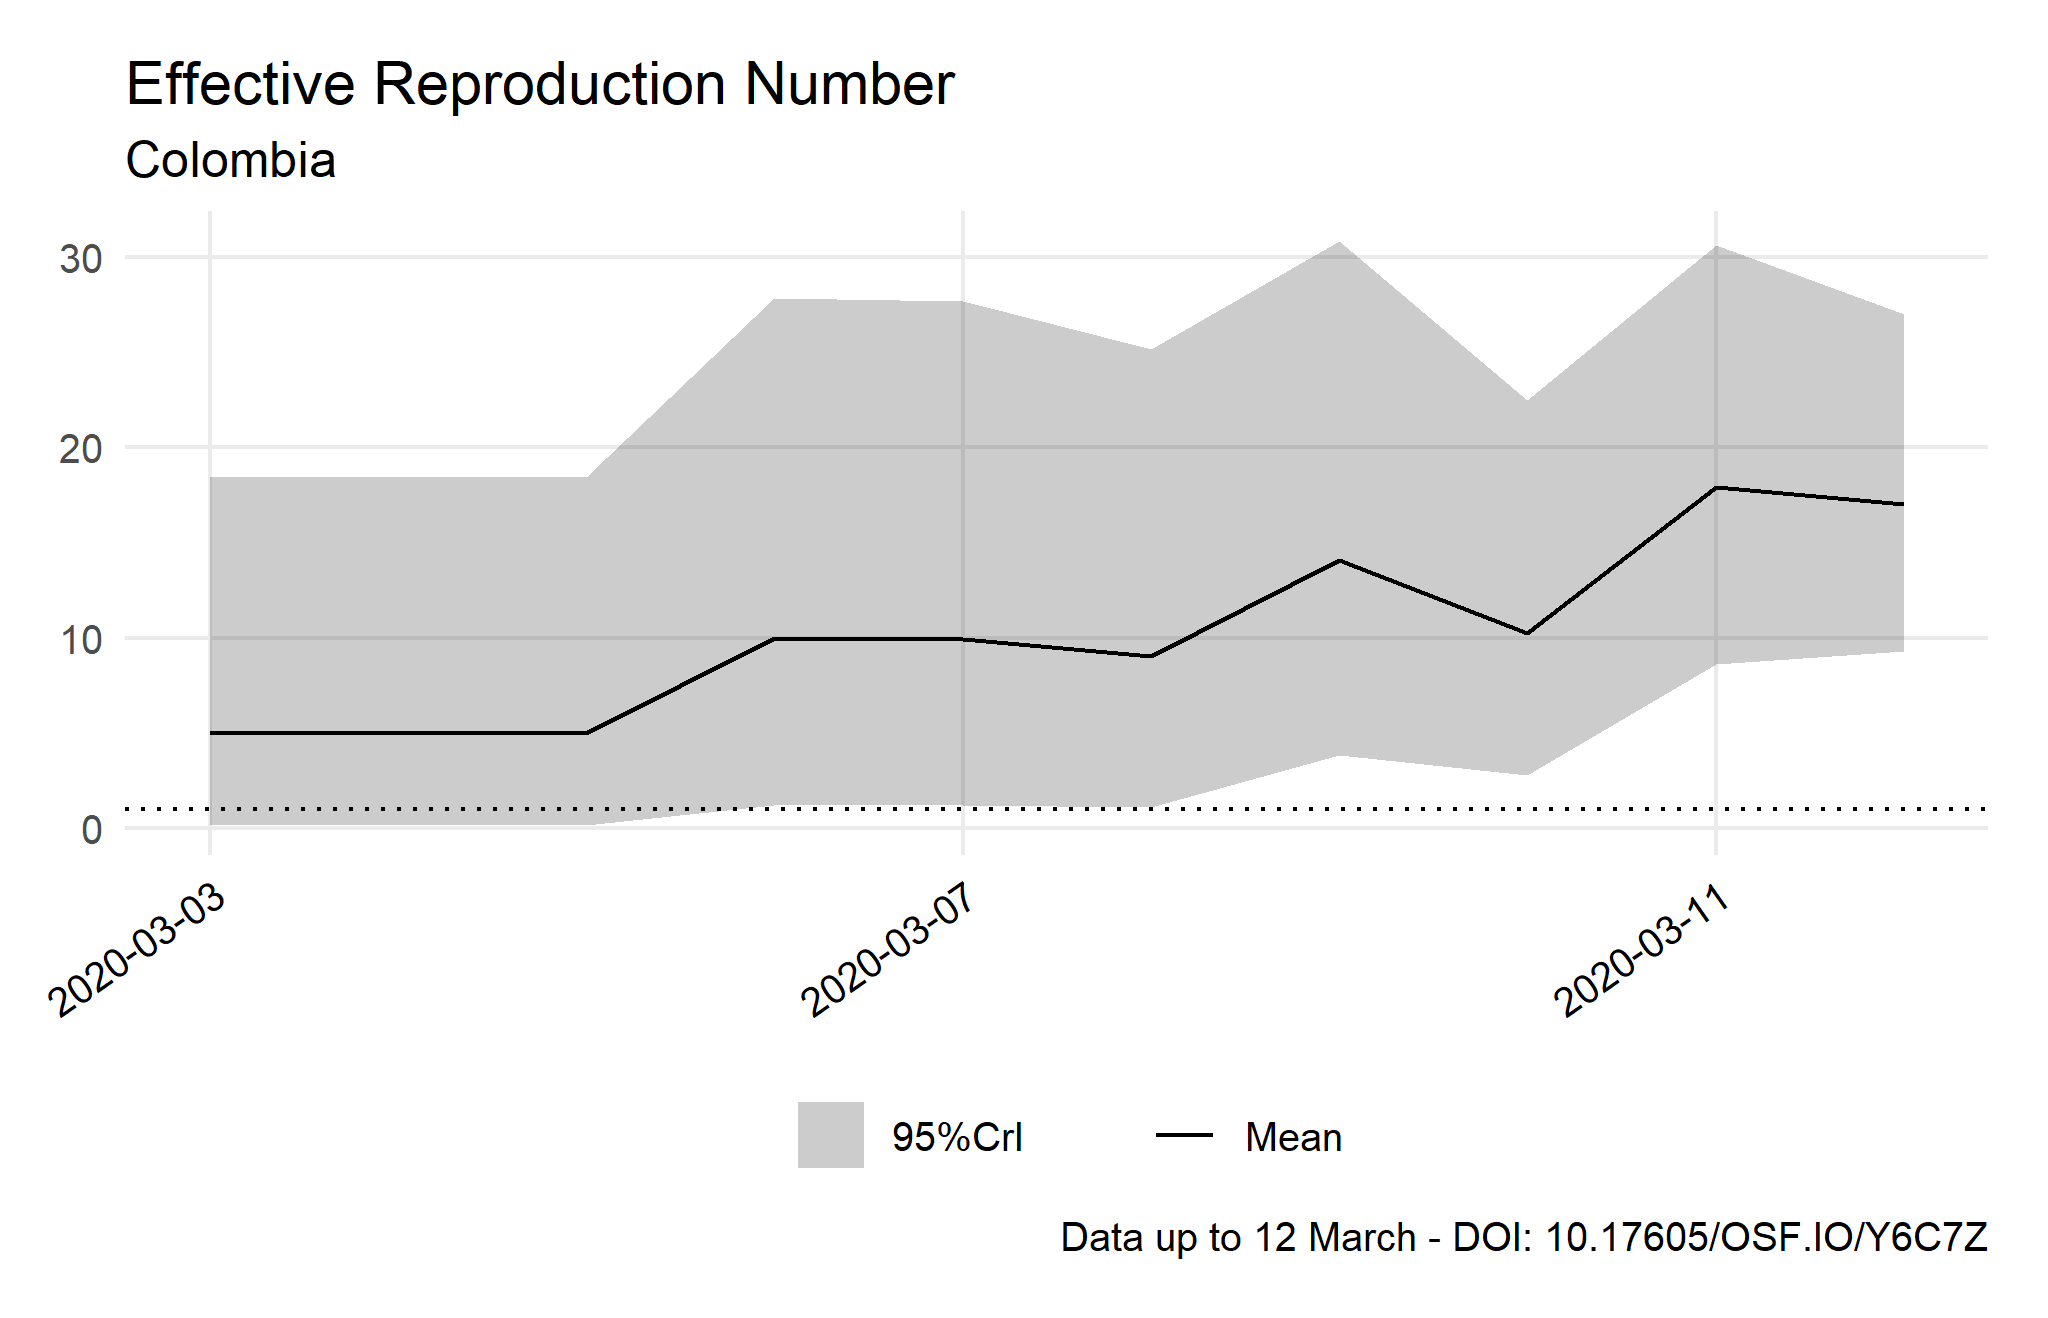 Effective Reproduction Number
Colombia
30
20
10
0
2020-03-03
2020-03-07
2020-03-11
95%CrI
Mean
Data up to 12 March - DOI: 10.17605/OSF.IO/Y6C7Z